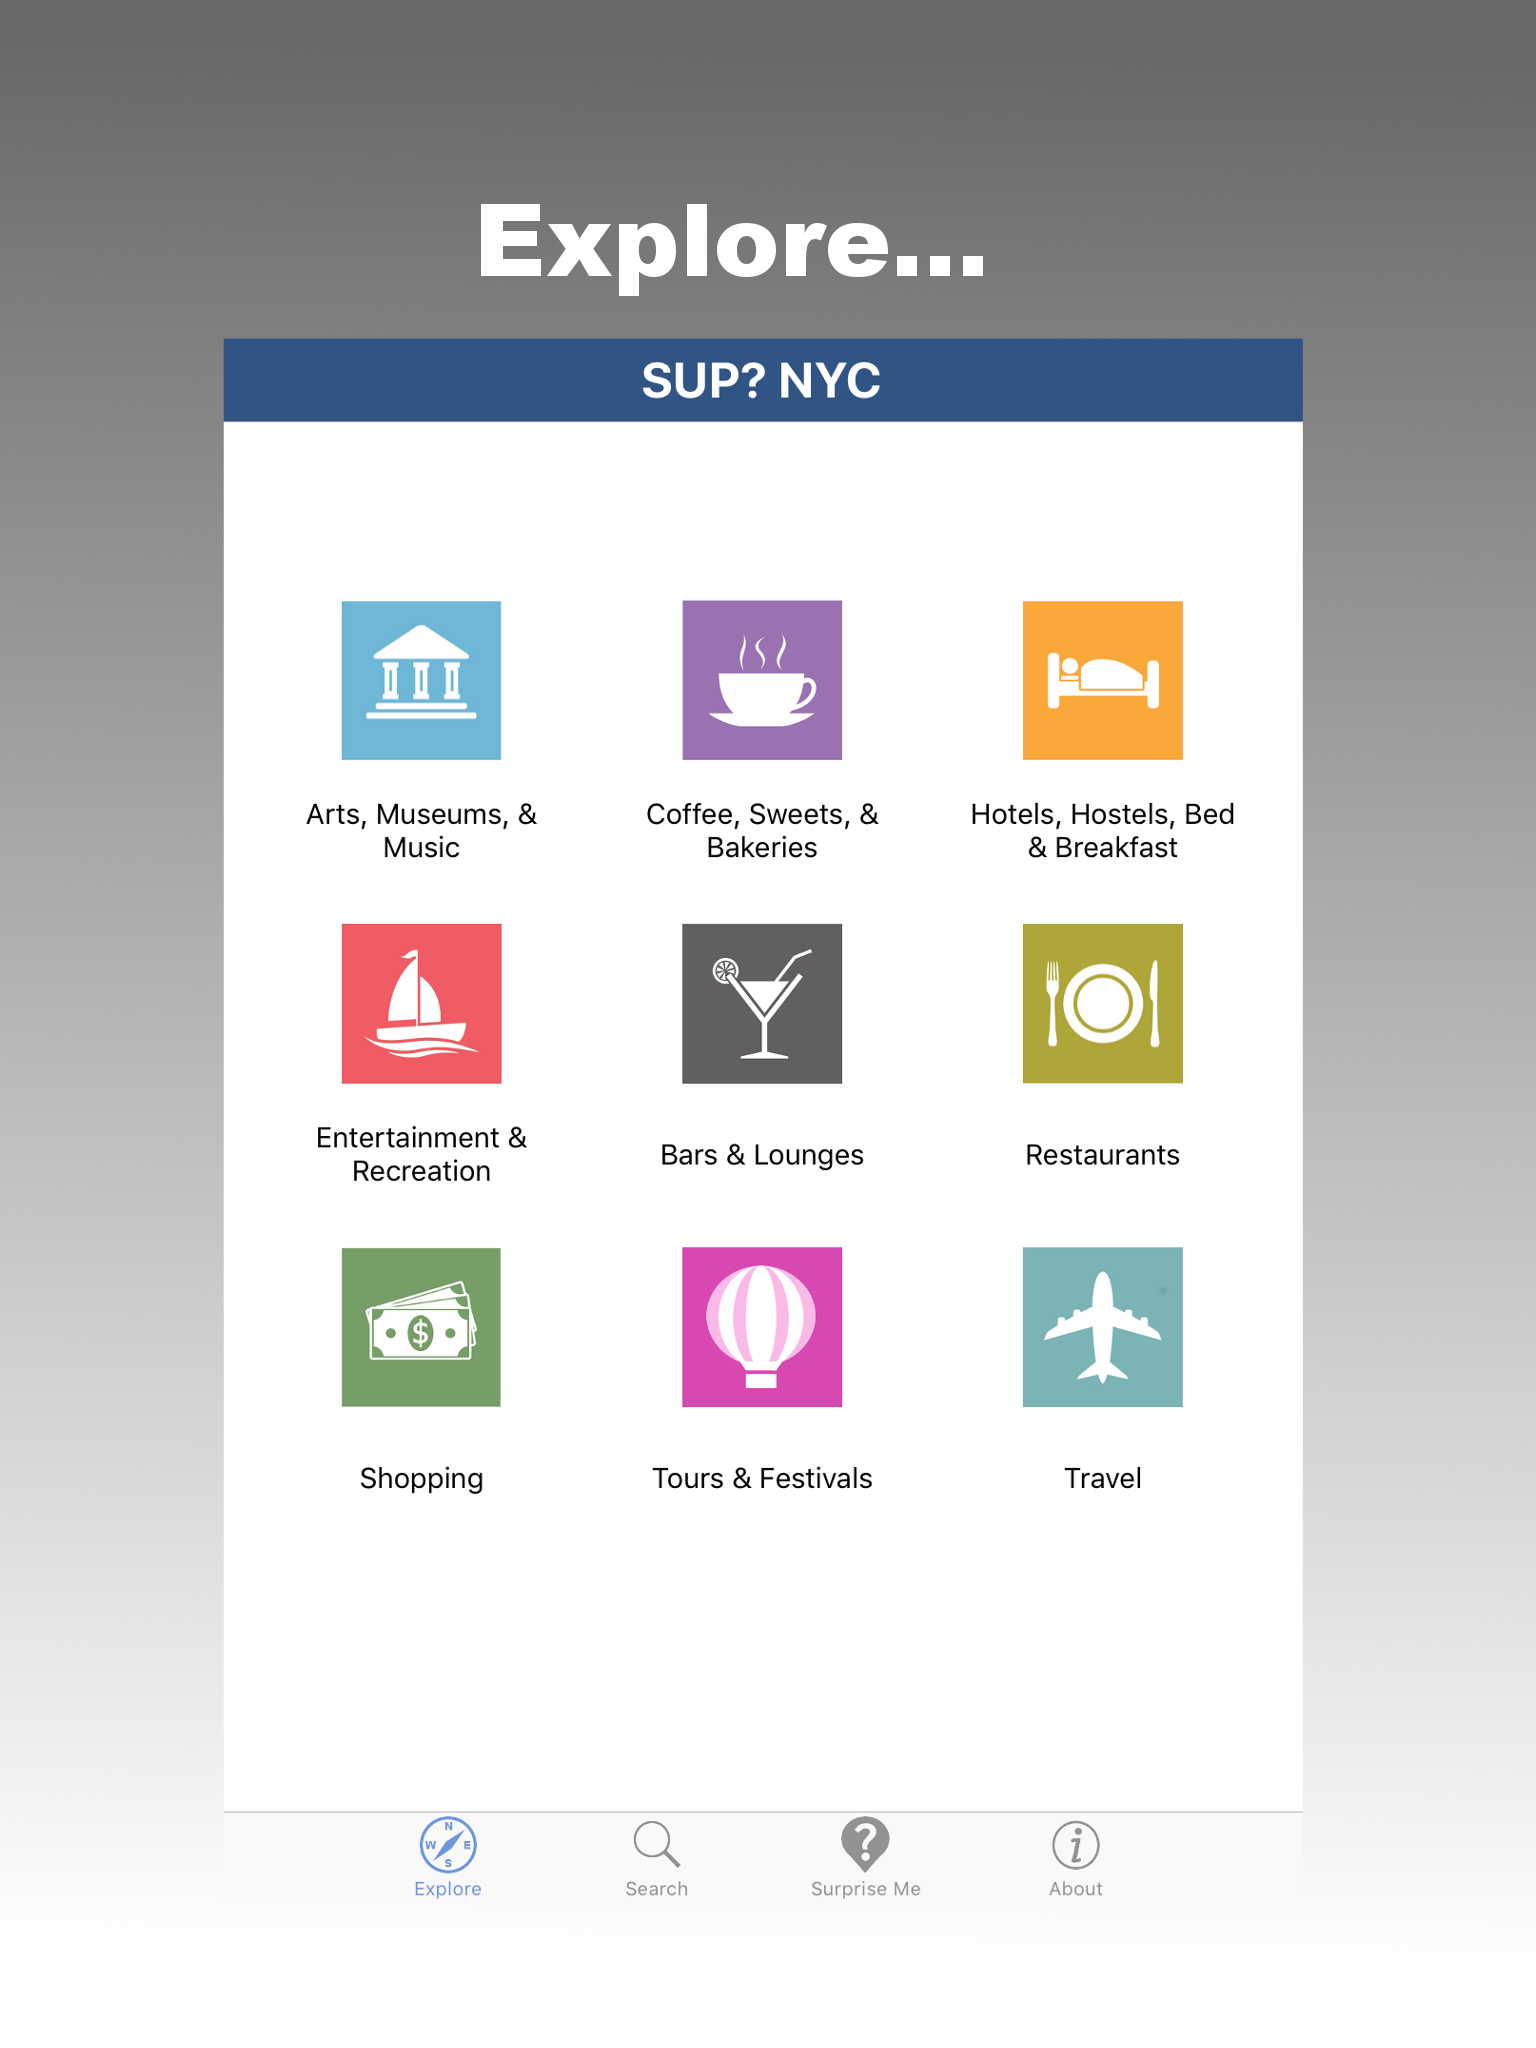 Explore...
SUP? NYC
Arts, Museums, &
Music
Coffee, Sweets, &
Bakeries
Hotels, Hostels, Bed
& Breakfast
Entertainment &
Recreation
Bars & Lounges
Restaurants
$
Shopping
Tours & Festivals
Travel
N
W E
S
Explore
Search
?
Surprise Me
i
About